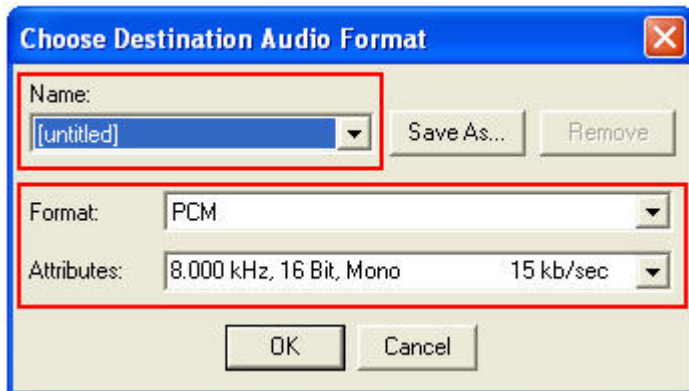 Choose Destination Audio Format
Name:
[untitled]
Save As...
Remove
Format:
PCM
Attributes:
8.000 kHz, 16 Bit, Mono 15 kb/sec
OK
Cancel